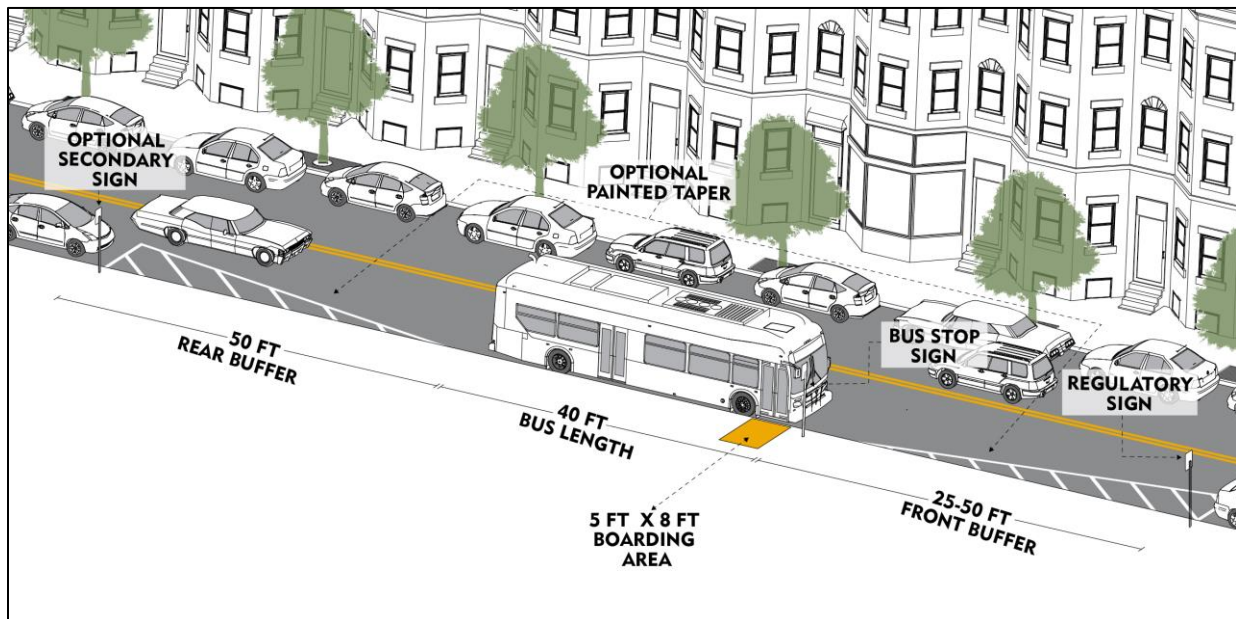 OPTIONAL
SECONDARY
SIGN
OPTIONAL
PAINTED TAPER
BUS STOP
SIGN
REGULATORY
SIGN
50 FT
REAR BUFFER
40 FT
BUS LENGTH
5 FT X 8 FT
BOARDING
AREA
25-50 FT
FRONT BUFFER